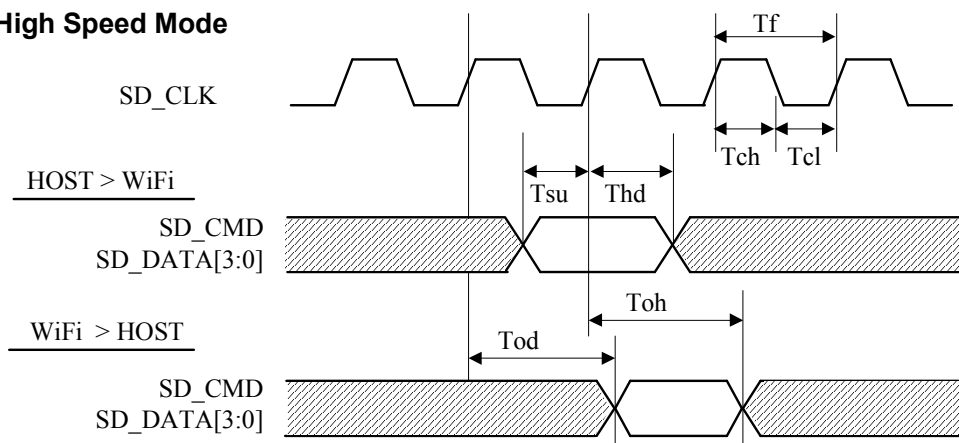 High Speed Mode
Tf
SD_CLK
Tch
Tcl
HOST > WiFi
Tsu
Thd
SD_CMD
SD_DATA[3:0]
Toh
WiFi > HOST
Tod
SD_CMD
SD_DATA[3:0]